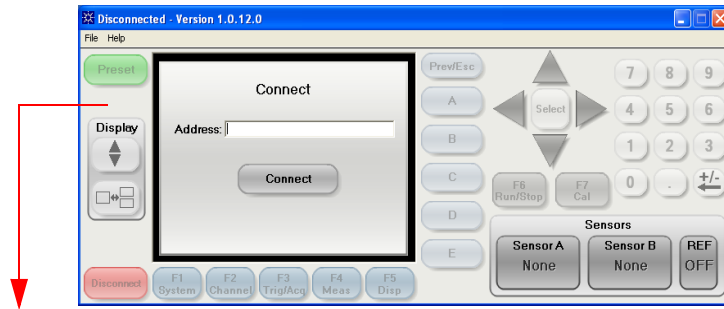 Disconnected - Version 1.0.12.0
File Help
Preset
Display
Connect
Address:
Connect
Prev/Esc
A
B
C
D
E
Select
7 8 9
4 5 6
1 2 3
0 . +/-
F6 Run/Stop
F7 Cal
Sensors
Sensor A
None
Sensor B
None
REF
OFF
Disconnect
F1 System
F2 Channel
F3 Trig/Acq
F4 Meas
F5 Disp